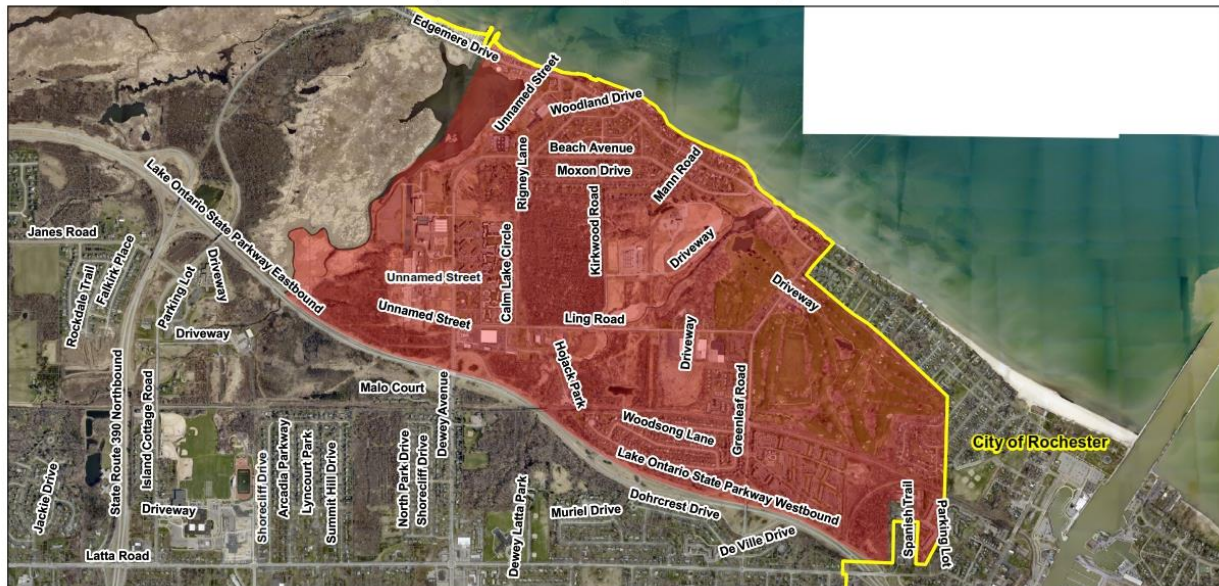 Edgemere Drive
Unnamed Street
Woodland Drive
Beach Avenue
Moxon Drive
Mann Road
Rigney Lane
Kirkwood Road
Driveway
Lake Ontario State Parkway Eastbound
Janes Road
Rockdale Trail
Falkirk Place
Parking Lot
Driveway
Driveway
Unnamed Street
Unnamed Street
Calm Lake Circle
Ling Road
Driveway
Driveway
Hojack Park
Malo Court
Greenleaf Road
Woodsong Lane
Lake Ontario State Parkway Westbound
City of Rochester
State Route 390 Northbound
Island Cottage Road
Jackie Drive
Driveway
Shorecliff Drive
Arcadia Parkway
Lyncourt Park
Summit Hill Drive
North Park Drive
Shorecliff Drive
Dewey Avenue
Dewey Latta Park
Muriel Drive
Dohrcrest Drive
De Ville Drive
Spanish Trail
Parking Lot
Latta Road